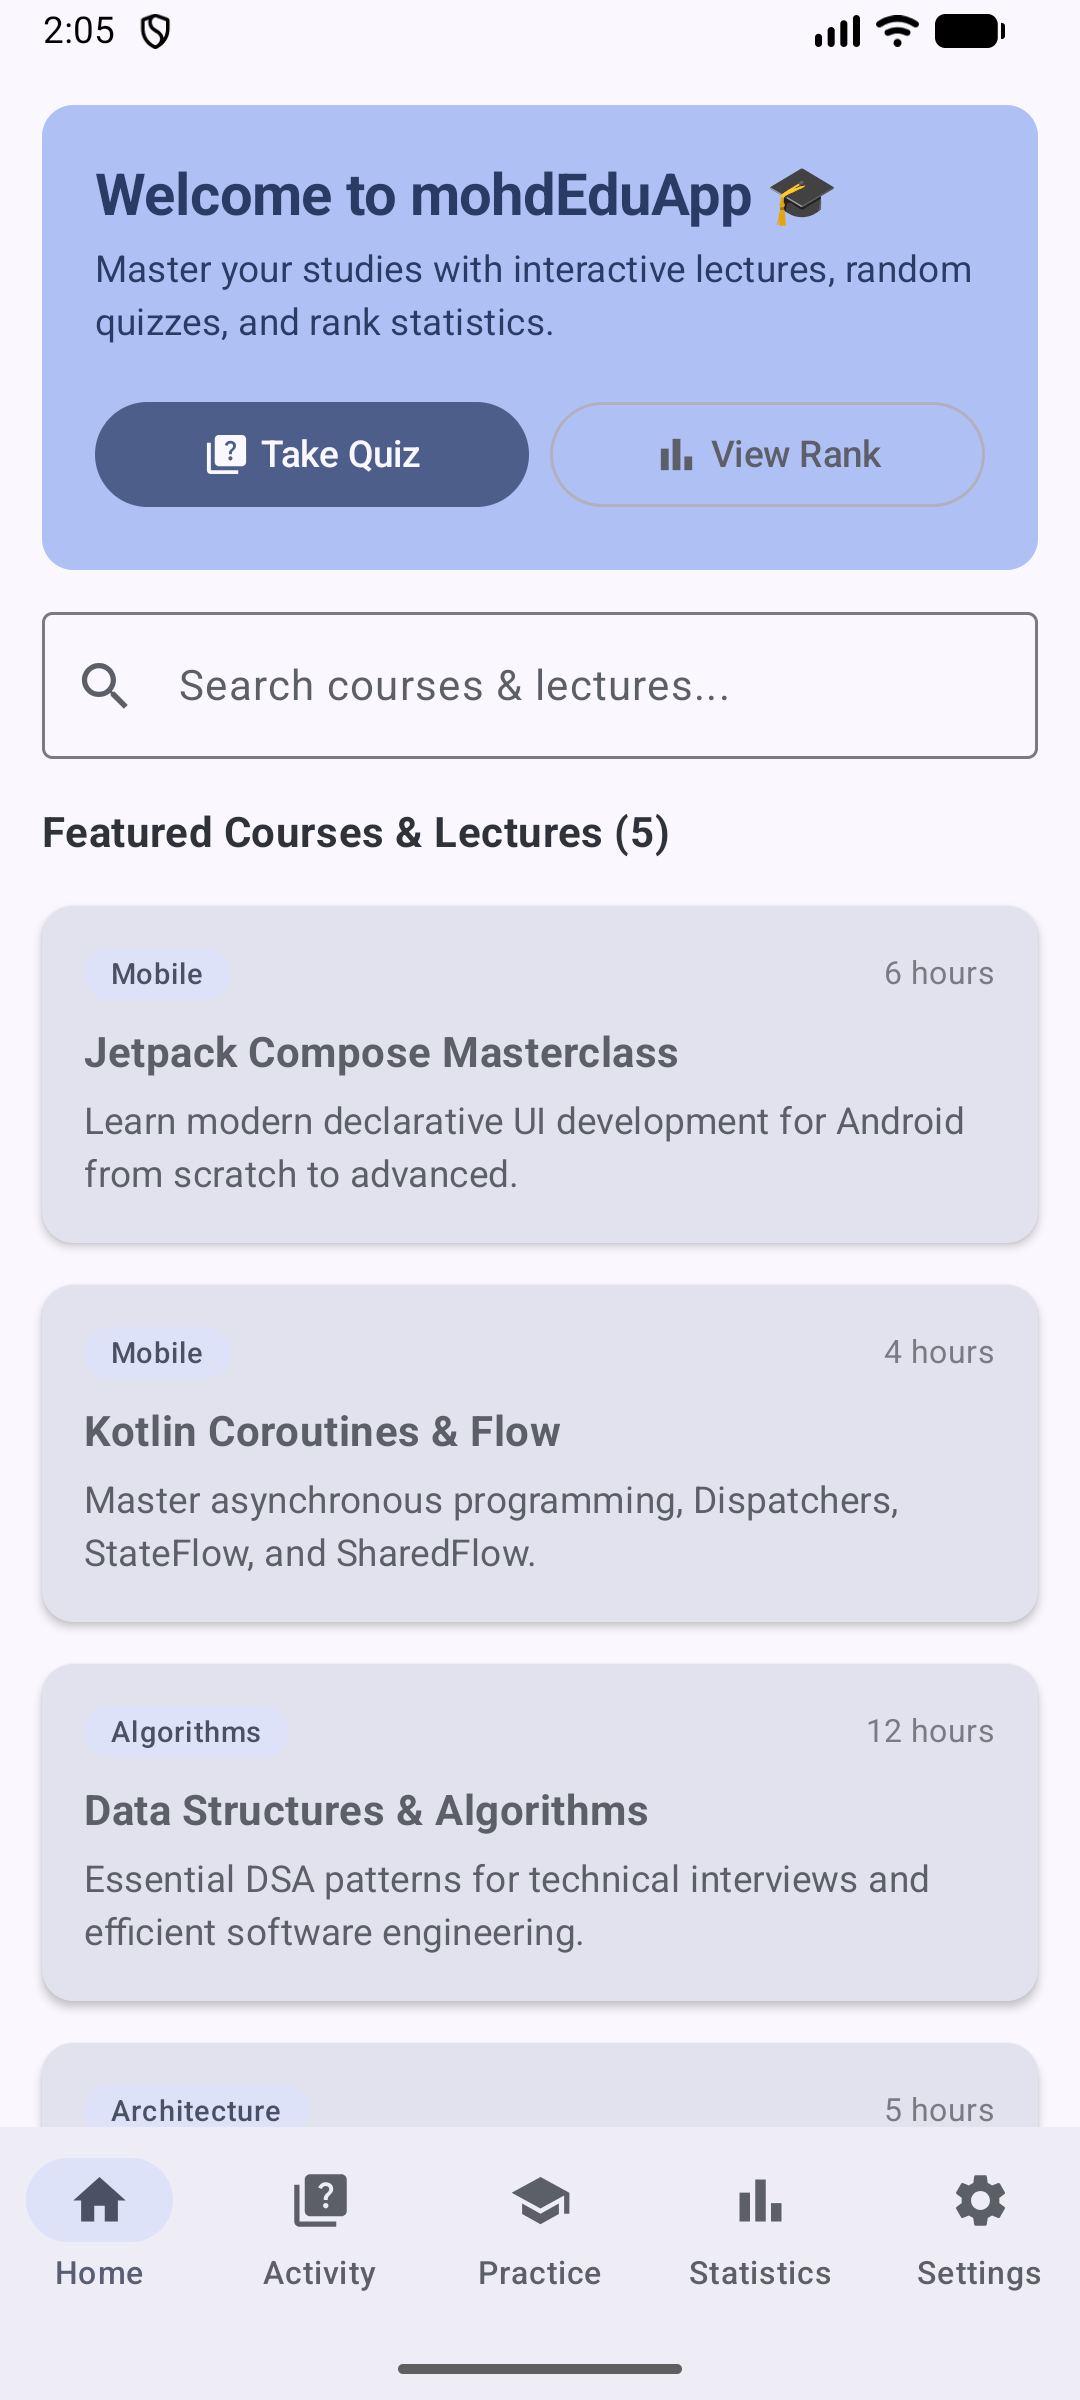 2:05
Welcome to mohdEduApp 🎓
Master your studies with interactive lectures, random
quizzes, and rank statistics.
Take Quiz
View Rank
Search courses & lectures...
Featured Courses & Lectures (5)
Mobile
6 hours
Jetpack Compose Masterclass
Learn modern declarative UI development for Android
from scratch to advanced.
Mobile
4 hours
Kotlin Coroutines & Flow
Master asynchronous programming, Dispatchers,
StateFlow, and SharedFlow.
Algorithms
12 hours
Data Structures & Algorithms
Essential DSA patterns for technical interviews and
efficient software engineering.
Architecture
5 hours
Home
Activity
Practice
Statistics
Settings